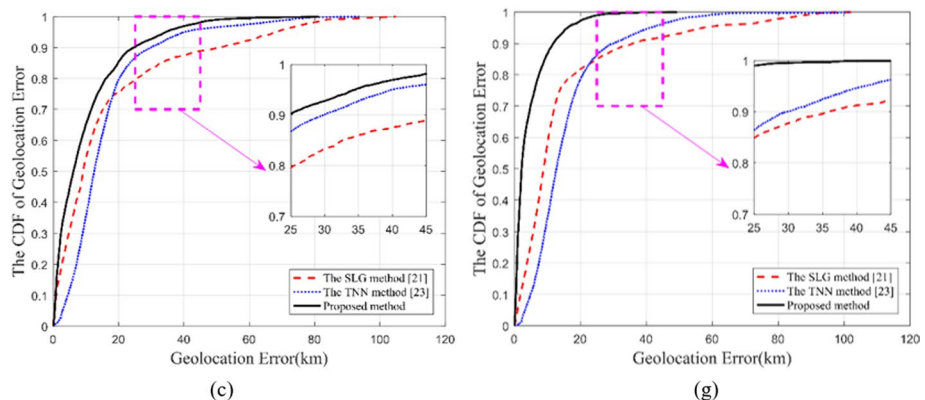 The CDF of Geolocation Error
1
0.9
0.8
0.7
0.6
0.5
0.4
0.3
0.2
0.1
0
0 20 40 60 80 100 120
Geolocation Error(km)
1
0.9
0.8
0.7
25 30 35 40 45
The SLG method [21]
The TNN method [23]
Proposed method
(c)
The CDF of Geolocation Error
1
0.9
0.8
0.7
0.6
0.5
0.4
0.3
0.2
0.1
0
0 20 40 60 80 100 120
Geolocation Error(km)
1
0.9
0.8
0.7
25 30 35 40 45
The SLG method [21]
The TNN method [23]
Proposed method
(g)